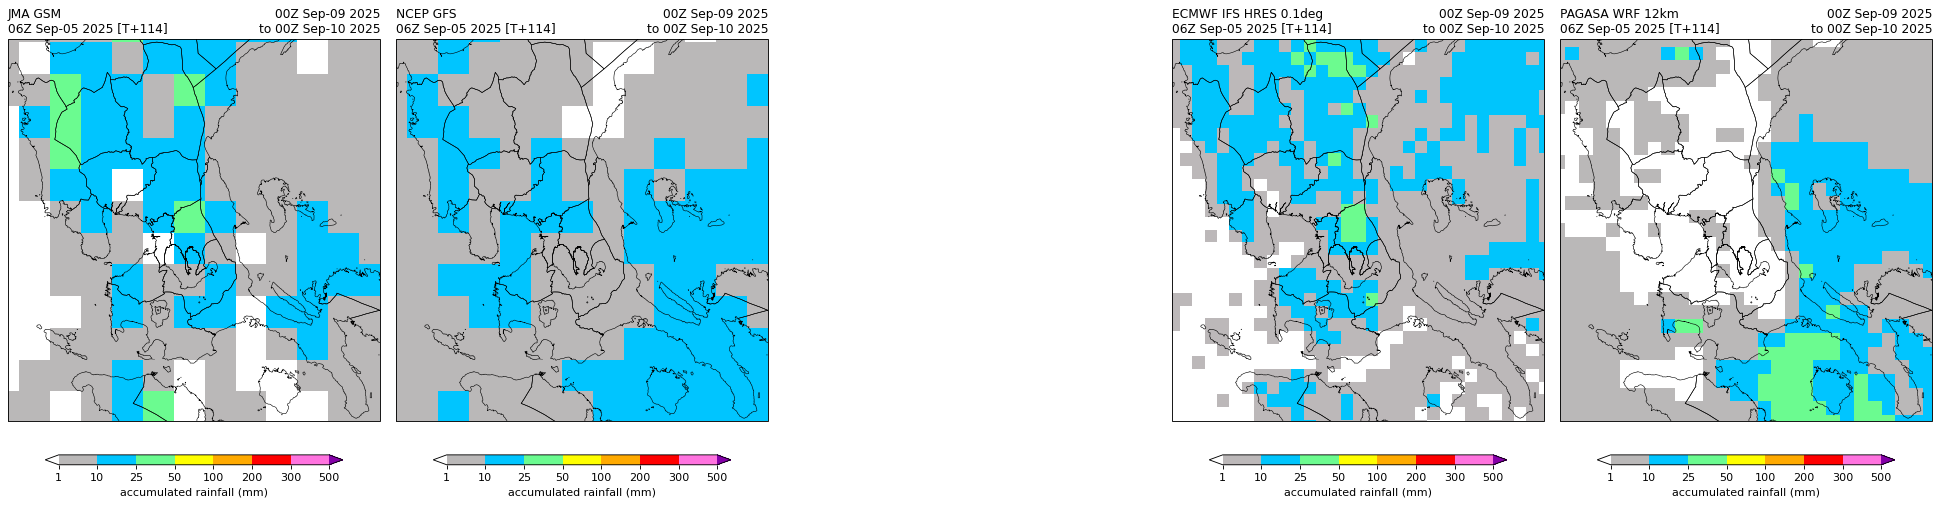 JMA GSM 00Z Sep-09 2025
06Z Sep-05 2025 [T+114] to 00Z Sep-10 2025
1 10 25 50 100 200 300 500
accumulated rainfall (mm)
NCEP GFS 00Z Sep-09 2025
06Z Sep-05 2025 [T+114] to 00Z Sep-10 2025
1 10 25 50 100 200 300 500
accumulated rainfall (mm)
ECMWF IFS HRES 0.1deg 00Z Sep-09 2025
06Z Sep-05 2025 [T+114] to 00Z Sep-10 2025
1 10 25 50 100 200 300 500
accumulated rainfall (mm)
PAGASA WRF 12km 00Z Sep-09 2025
06Z Sep-05 2025 [T+114] to 00Z Sep-10 2025
1 10 25 50 100 200 300 500
accumulated rainfall (mm)